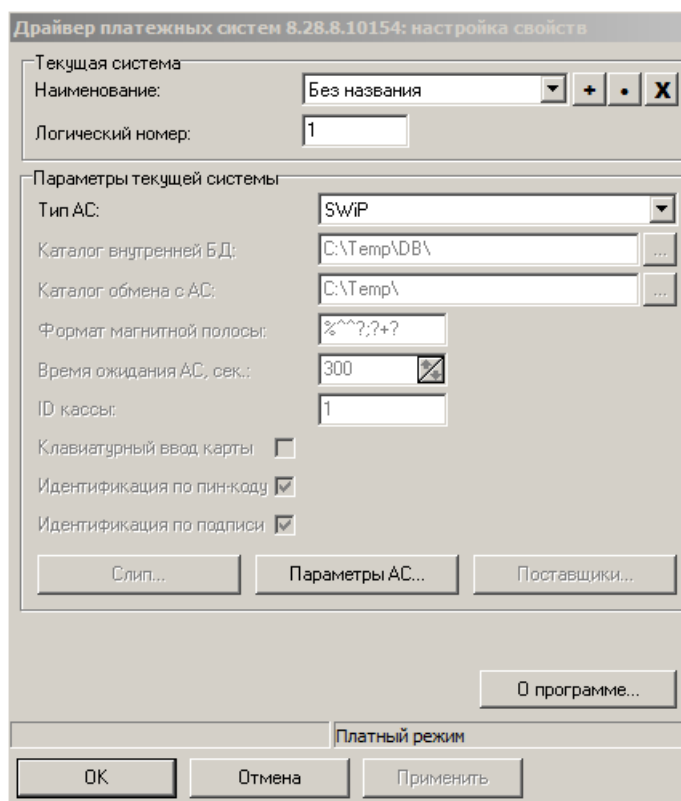 Драйвер платежных систем 8.28.8.10154: настройка свойств
Текущая система
Наименование: Без названия + • X
Логический номер: 1
Параметры текущей системы
Тип АС: SWiP
Каталог внутренней БД: C:\Temp\DB\ ...
Каталог обмена с АС: C:\Temp\ ...
Формат магнитной полосы: %^^?;?+?
Время ожидания АС, сек.: 300
ID кассы: 1
Клавиатурный ввод карты
Идентификация по пин-коду
Идентификация по подписи
Слип... Параметры АС... Поставщики...
О программе...
Платный режим
ОК Отмена Применить